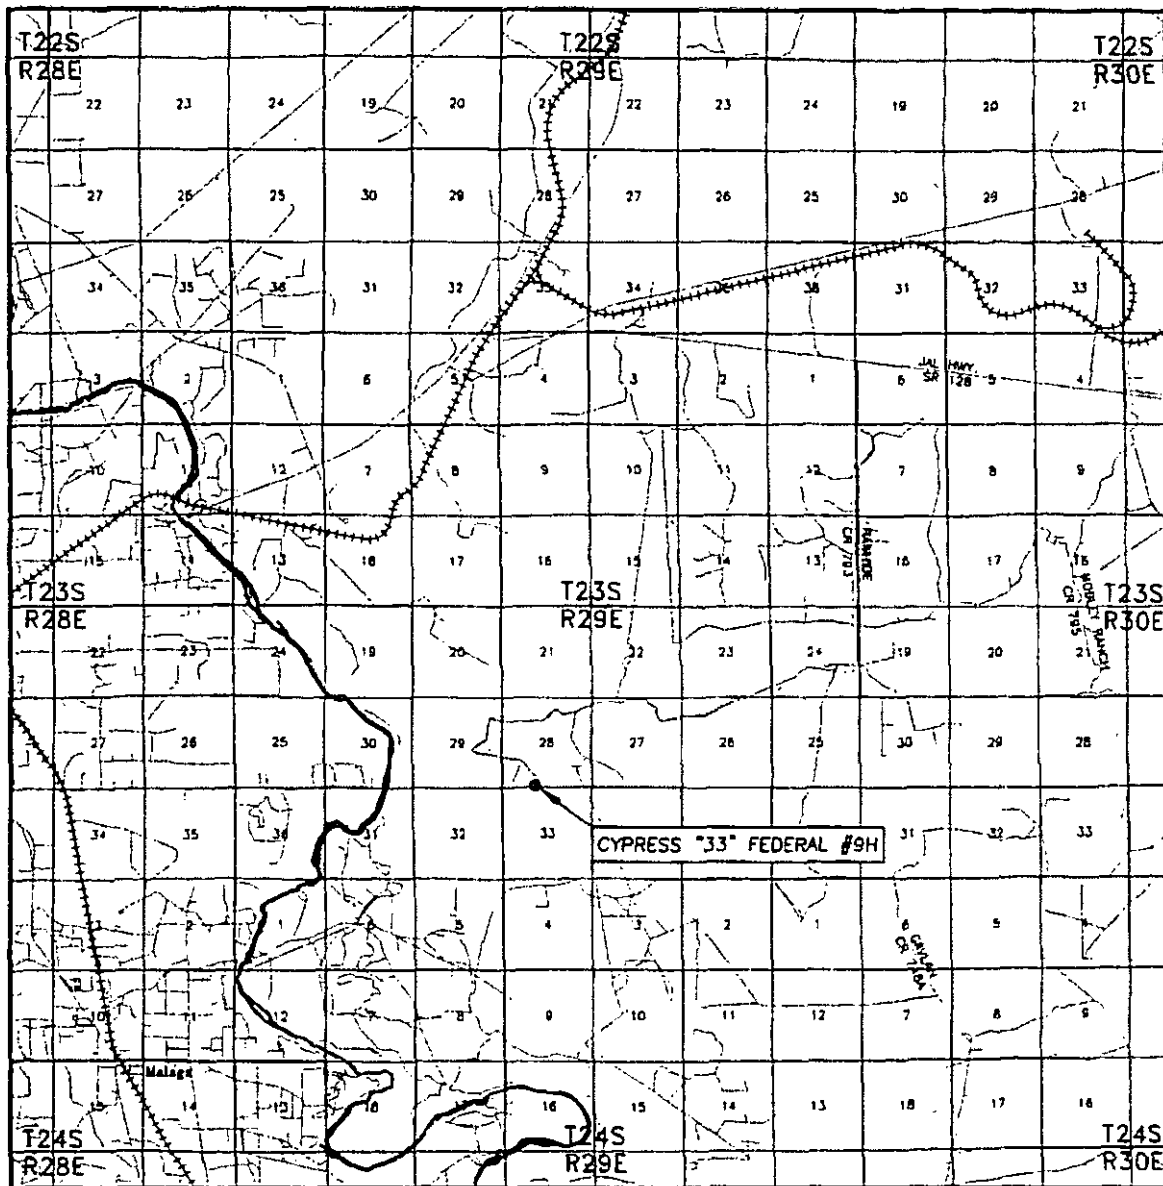 T22S T22S T22S
R28E R29E R30E
22 23 24 19 20 21 22 23 24 19 20 21
27 26 25 30 29 28 27 26 25 30 29 28
34 35 36 31 32 33 34 36 31 32 33
3 2 1 6 5 4 3 2 1 6 5 4
JAL HWY
SR 128
10 12 7 8 9 10 11 12 7 8 9
15 14 13 18 17 16 15 14 13 18 17 16
RAWHIDE
CR 793
MOBLEY RANCH
CR 795
T23S T23S T23S
R28E R29E R30E
22 23 24 19 20 21 22 23 24 19 20 21
27 26 25 30 29 28 27 26 25 30 29 28
34 35 36 31 32 33 31 32 33
CYPRESS "33" FEDERAL #9H
3 2 1 6 5 4 3 2 1 6 5 4
CR 748A
10 11 12 7 8 9 10 11 12 7 8 9
Malaga
15 14 13 18 16 15 14 13 18 17 16
T24S T24S T24S
R28E R29E R30E